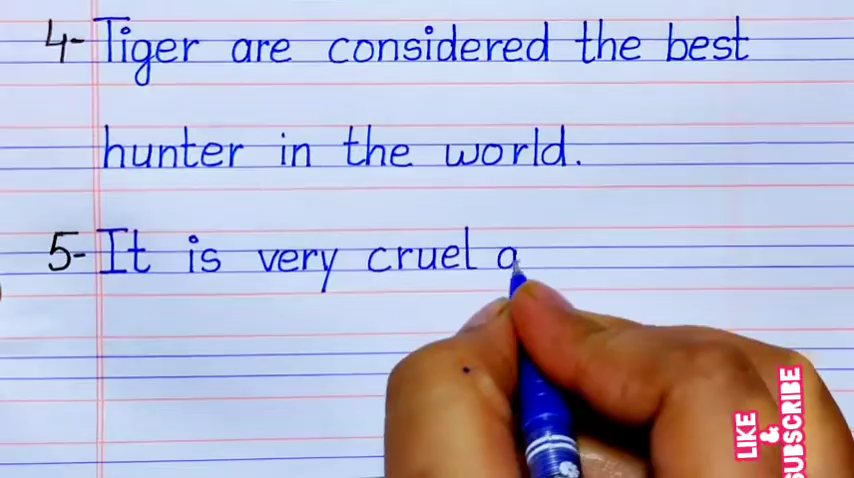 4- Tiger are considered the best
hunter in the world.
5- It is very cruel a
LIKE
&
SUBSCRIBE